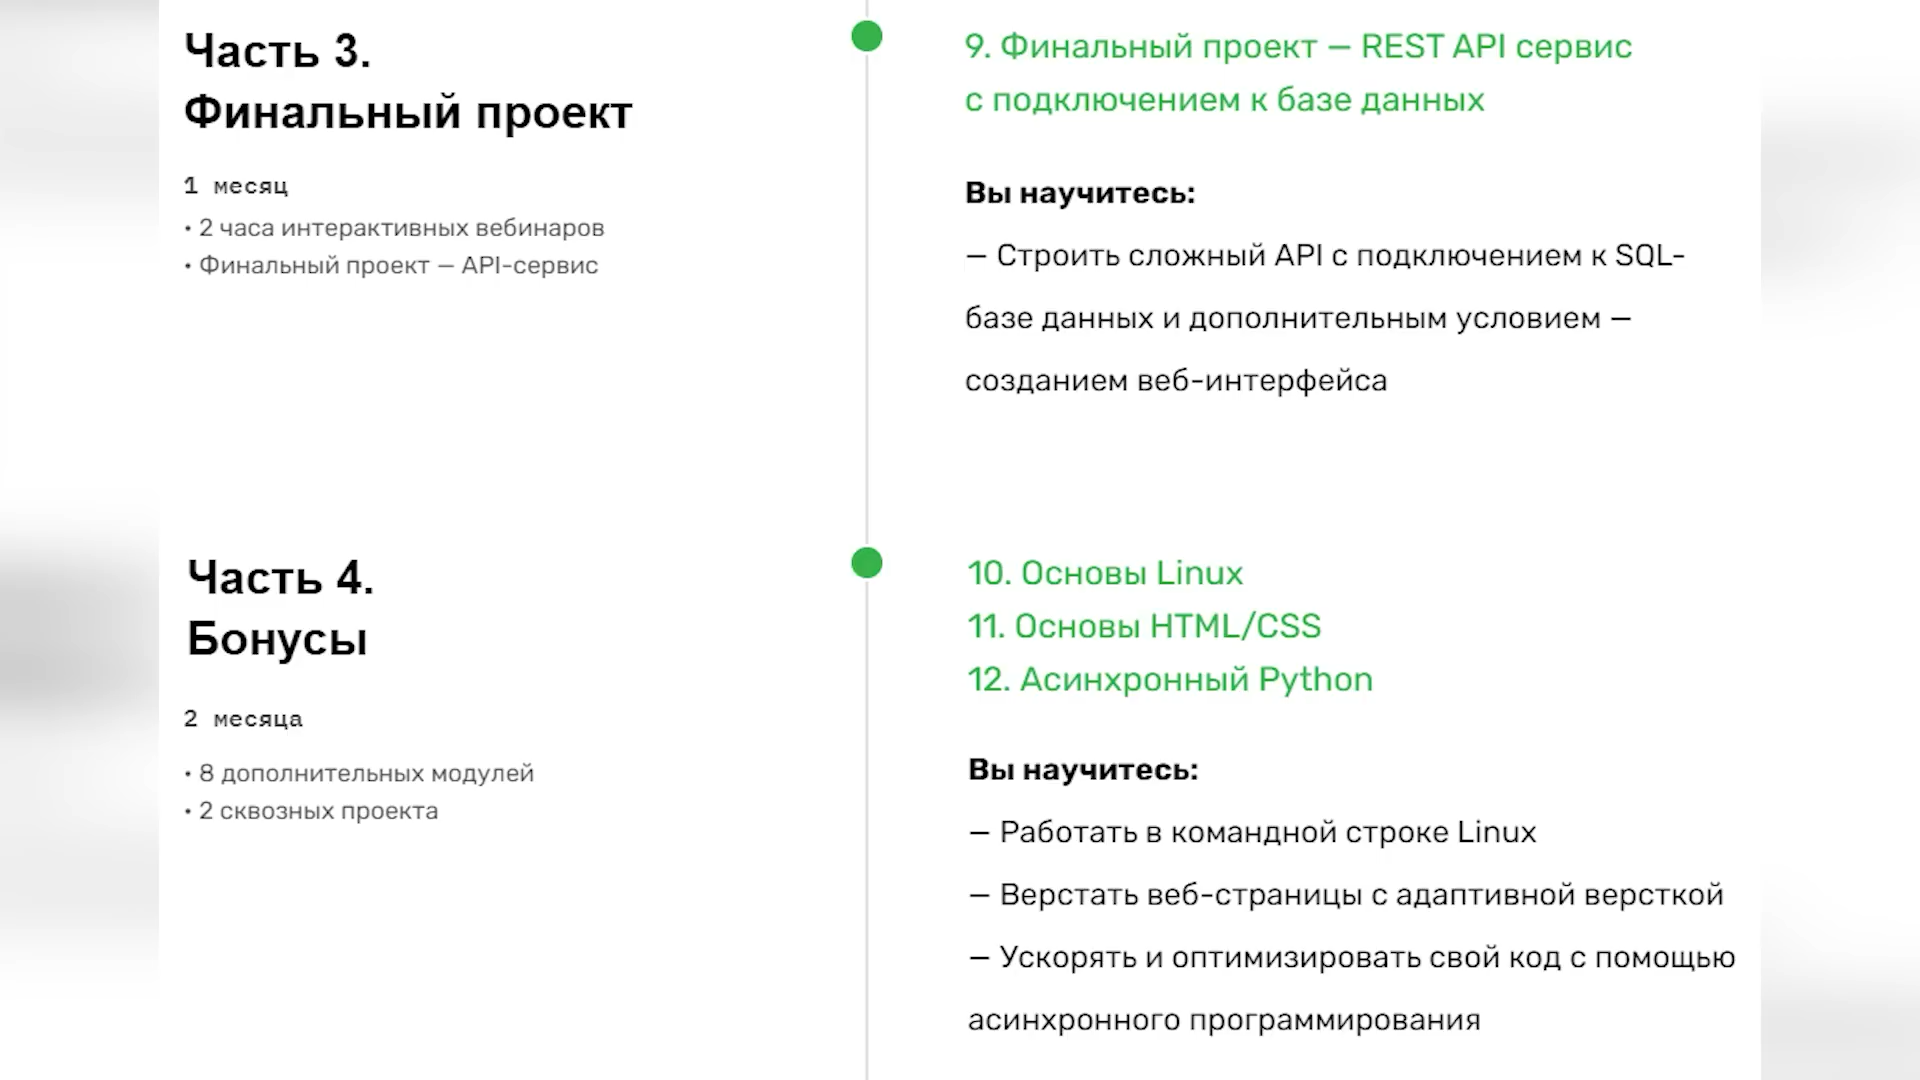 Часть 3.
Финальный проект
1 месяц
• 2 часа интерактивных вебинаров
• Финальный проект — API-сервис
9. Финальный проект — REST API сервис
с подключением к базе данных
Вы научитесь:
— Строить сложный API с подключением к SQL-
базе данных и дополнительным условием —
созданием веб-интерфейса
Часть 4.
Бонусы
2 месяца
• 8 дополнительных модулей
• 2 сквозных проекта
10. Основы Linux
11. Основы HTML/CSS
12. Асинхронный Python
Вы научитесь:
— Работать в командной строке Linux
— Верстать веб-страницы с адаптивной версткой
— Ускорять и оптимизировать свой код с помощью
асинхронного программирования